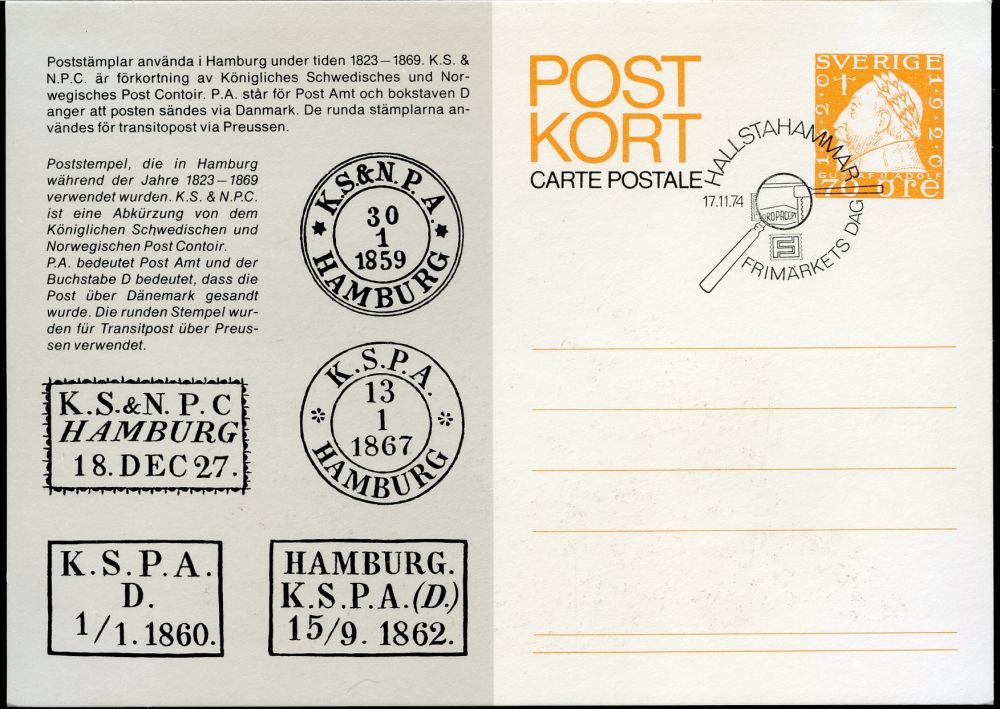 Poststämplar använda i Hamburg under tiden 1823—1869. K.S. &
N.P.C. är förkortning av Königliches Schwedisches und Nor-
wegisches Post Contoir. P.A. står för Post Amt och bokstaven D
anger att posten sändes via Danmark. De runda stämplarna an-
vändes för transitopost via Preussen.
Poststempel, die in Hamburg
während der Jahre 1823—1869
verwendet wurden. K.S. & N.P.C.
ist eine Abkürzung von dem
Königlichen Schwedischen und
Norwegischen Post Contoir.
P.A. bedeutet Post Amt und der
Buchstabe D bedeutet, dass die
Post über Dänemark gesandt
wurde. Die runden Stempel wur-
den für Transitpost über Preus-
sen verwendet.
K.S.&N.P.A.
30
1
1859
HAMBURG
K.S.P.A.
13
1
1867
HAMBURG
K.S.&N.P.C
HAMBURG
18.DEC 27.
K.S.P.A.
D.
1/1.1860.
HAMBURG.
K.S.P.A.(D.)
15/9. 1862.
POST
KORT
CARTE POSTALE
SVERIGE
1920
GUSTAF II ADOLF
70 ÖRE
HALLSTAHAMMAR
17.11.74
FRIMÄRKETS DAG